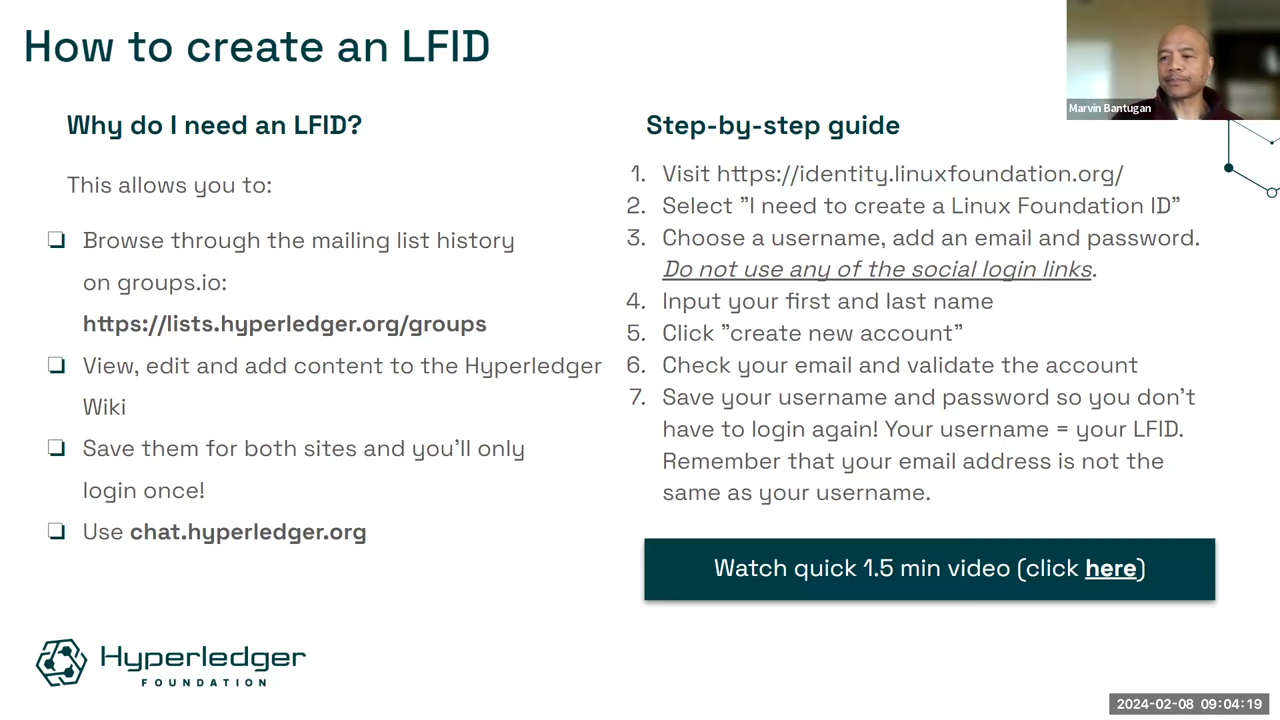 How to create an LFID
Marvin Bantugan
Why do I need an LFID?
This allows you to:
❏ Browse through the mailing list history
on groups.io:
https://lists.hyperledger.org/groups
❏ View, edit and add content to the Hyperledger
Wiki
❏ Save them for both sites and you'll only
login once!
❏ Use chat.hyperledger.org
Step-by-step guide
1. Visit https://identity.linuxfoundation.org/
2. Select "I need to create a Linux Foundation ID"
3. Choose a username, add an email and password.
Do not use any of the social login links.
4. Input your first and last name
5. Click "create new account"
6. Check your email and validate the account
7. Save your username and password so you don't
have to login again! Your username = your LFID.
Remember that your email address is not the
same as your username.
Watch quick 1.5 min video (click here)
Hyperledger
FOUNDATION
2024-02-08 09:04:19